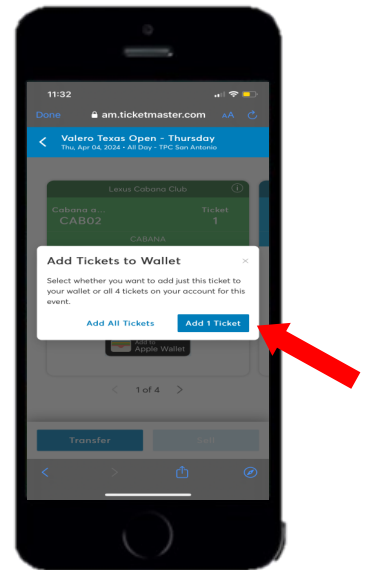 11:32
Done am.ticketmaster.com AA
Valero Texas Open - Thursday
Thu, Apr 04, 2024 - All Day - TPC San Antonio
Lexus Cabana Club
Cabana a... Ticket
CAB02 1
CABANA
Add Tickets to Wallet ×
Select whether you want to add just this ticket to
your wallet or all 4 tickets on your account for this
event.
Add All Tickets Add 1 Ticket
Add to
Apple Wallet
< 1 of 4 >
Transfer Sell